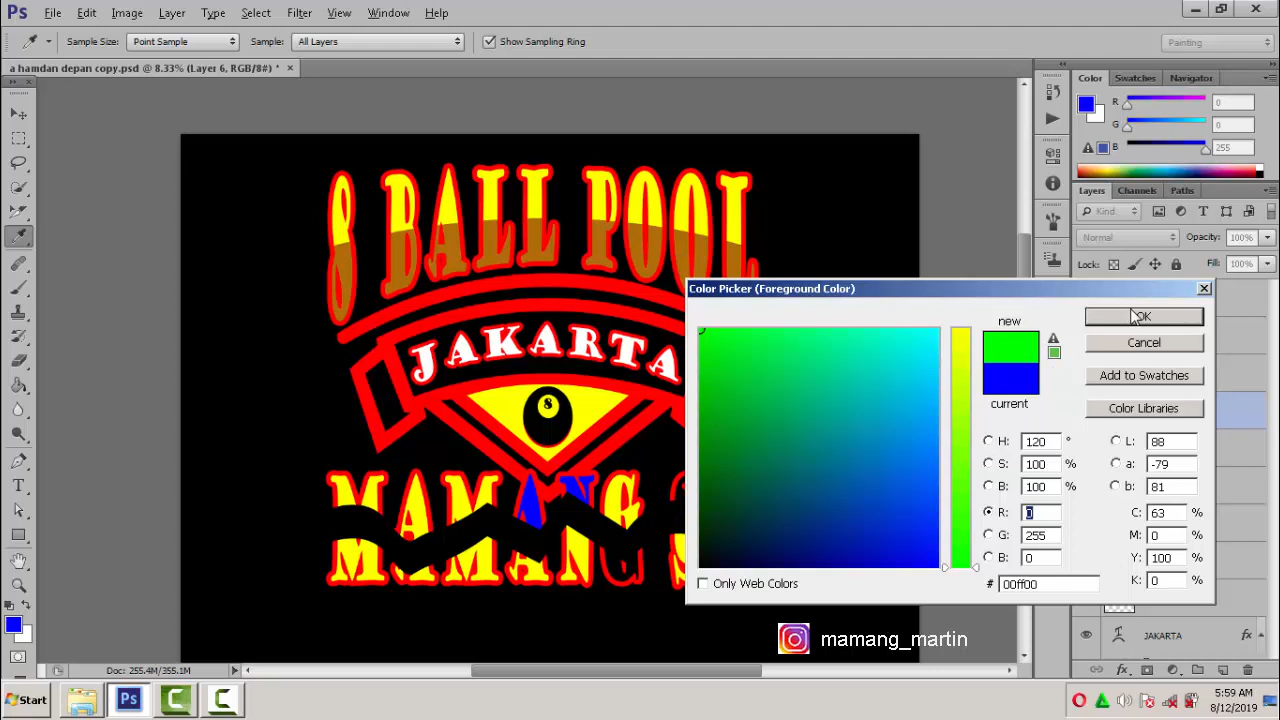 Ps File Edit Image Layer Type Select Filter View Window Help
Sample Size: Point Sample Sample: All Layers Show Sampling Ring Painting
a hamdan depan copy.psd @ 8.33% (Layer 6, RGB/8#) *
Color Swatches Navigator
R 0
G 0
B 255
Layers Channels Paths
Kind
Normal Opacity: 100%
Lock: Fill: 100%
8 BALL POOL
JAKARTA
8
MAMANG S
MAMANG S
Color Picker (Foreground Color)
new
current
OK
Cancel
Add to Swatches
Color Libraries
H: 120 °
S: 100 %
B: 100 %
R: 0
G: 255
B: 0
L: 88
a: -79
b: 81
C: 63 %
M: 0 %
Y: 100 %
K: 0 %
# 00ff00
Only Web Colors
mamang_martin
JAKARTA fx
Doc: 255.4M/355.1M
Start Ps
5:59 AM
8/12/2019